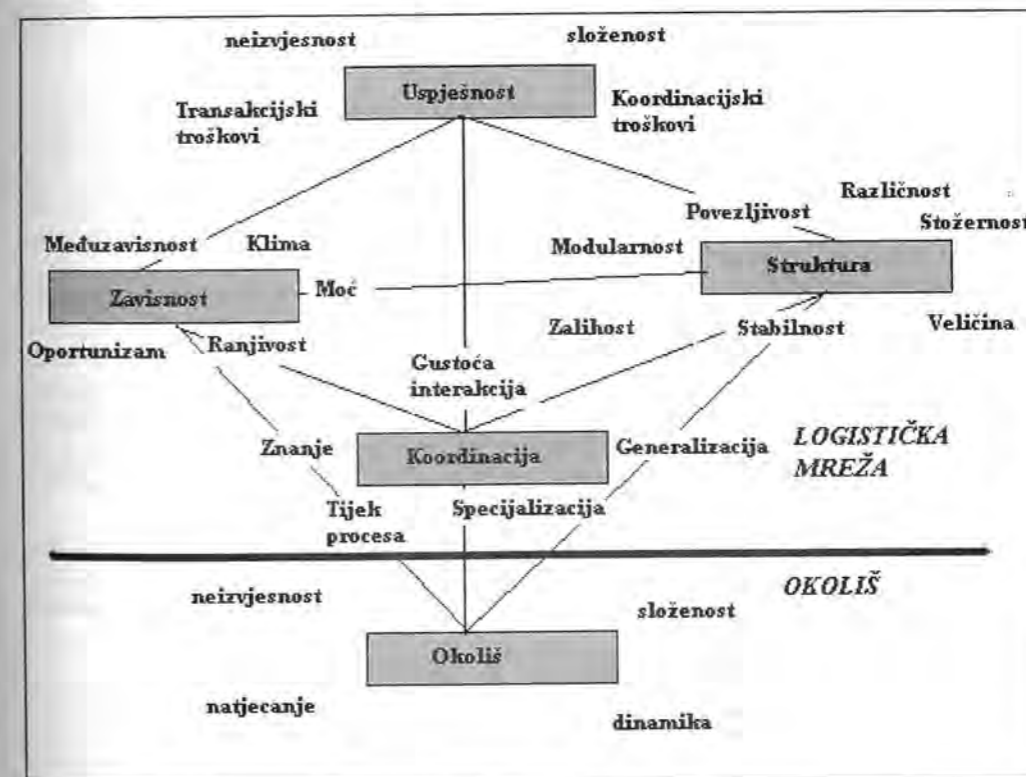 neizvjesnost
složenost
Uspješnost
Transakcijski
troškovi
Koordinacijski
troškovi
Različnost
Povezljivost
Stožernost
Međuzavisnost
Klima
Modularnost
Struktura
Zavisnost
Moć
Zalihost
Stabilnost
Veličina
Oportunizam
Ranjivost
Gustoća
interakcija
Znanje
Koordinacija
Generalizacija
LOGISTIČKA
MREŽA
Tijek
procesa
Specijalizacija
neizvjesnost
OKOLIŠ
složenost
Okoliš
natjecanje
dinamika